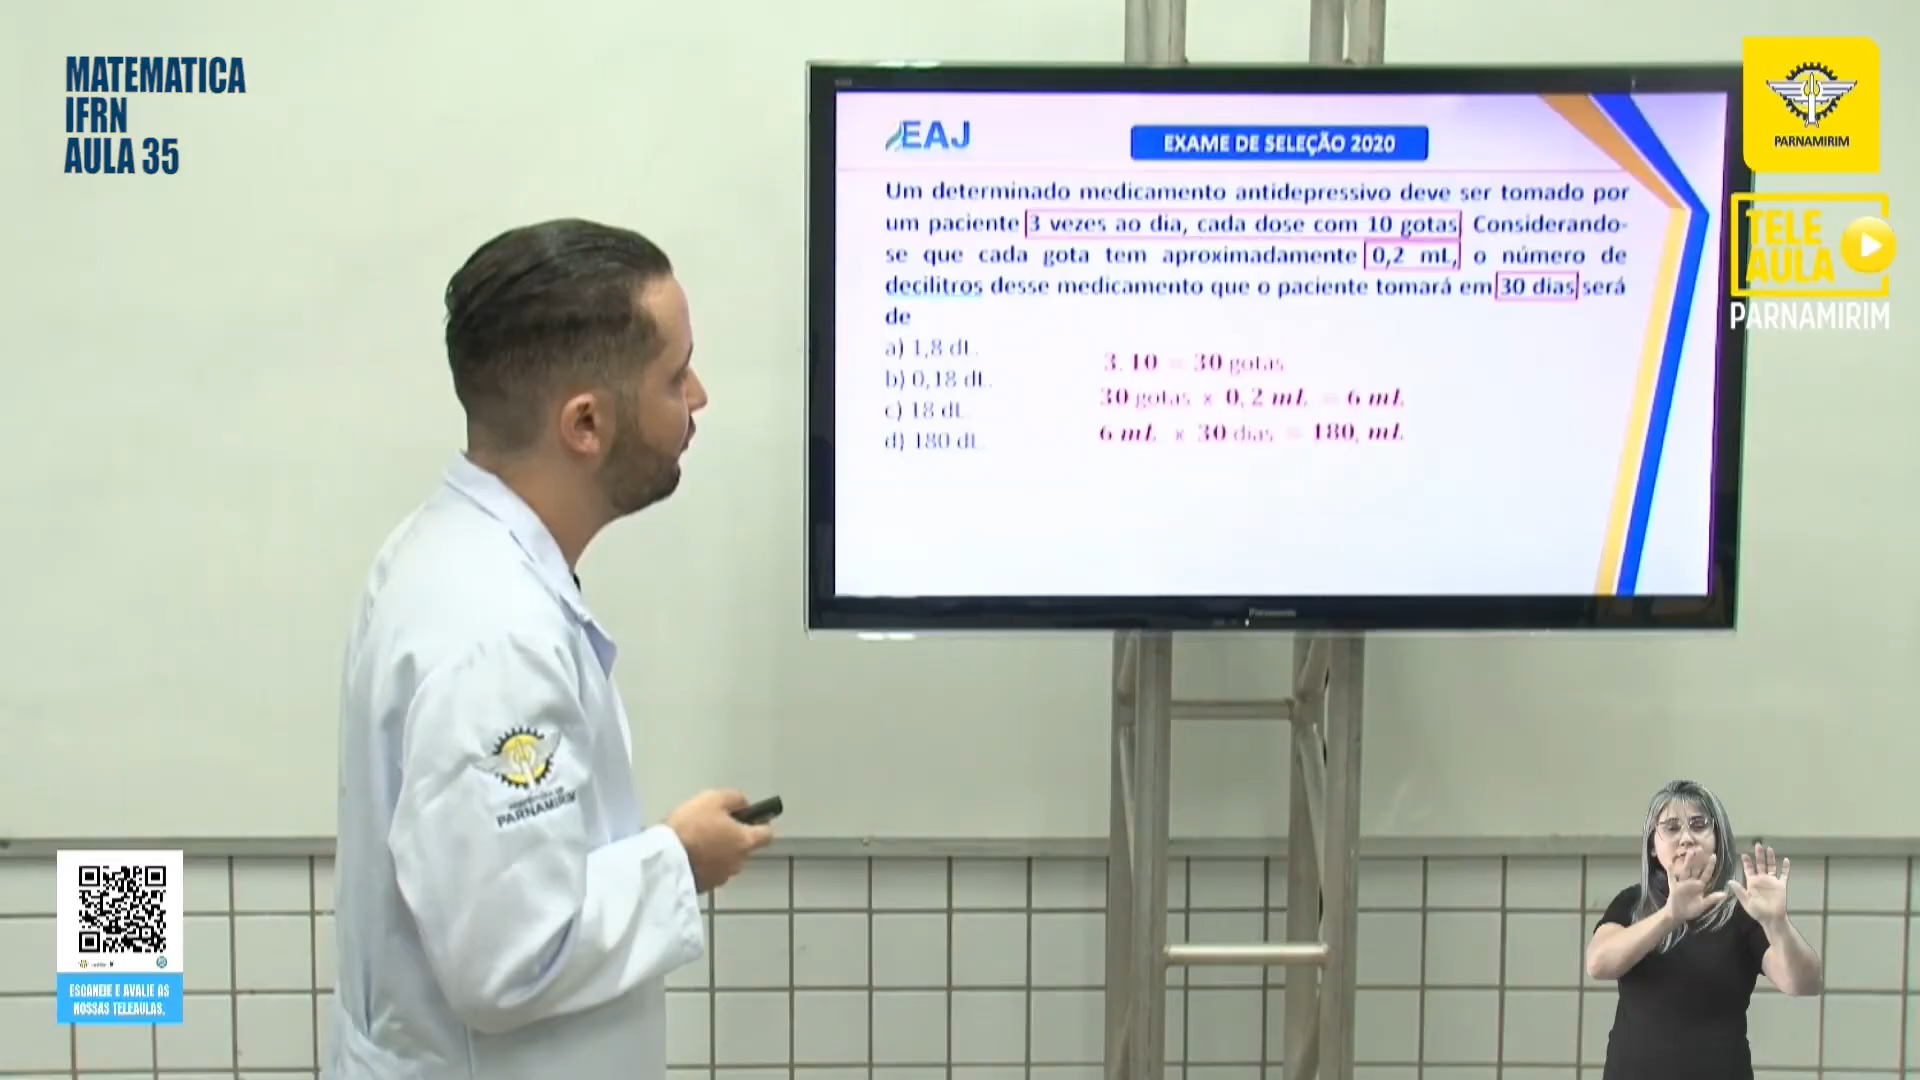 MATEMATICA
IFRN
AULA 35
EAJ
EXAME DE SELEÇÃO 2020
Um determinado medicamento antidepressivo deve ser tomado por
um paciente 3 vezes ao dia, cada dose com 10 gotas. Considerando-
se que cada gota tem aproximadamente 0,2 mL, o número de
decilitros desse medicamento que o paciente tomará em 30 dias será
de
a) 1,8 dL.
b) 0,18 dL.
c) 18 dL.
d) 180 dL.
3. 10 = 30 gotas
30 gotas x 0, 2 mL = 6 mL
6 mL x 30 dias = 180, mL
Panasonic
PARNAMIRIM
TELE
AULA
PARNAMIRIM
PREFEITURA DE
PARNAMIRIM
ESCANEIE E AVALIE AS
NOSSAS TELEAULAS.